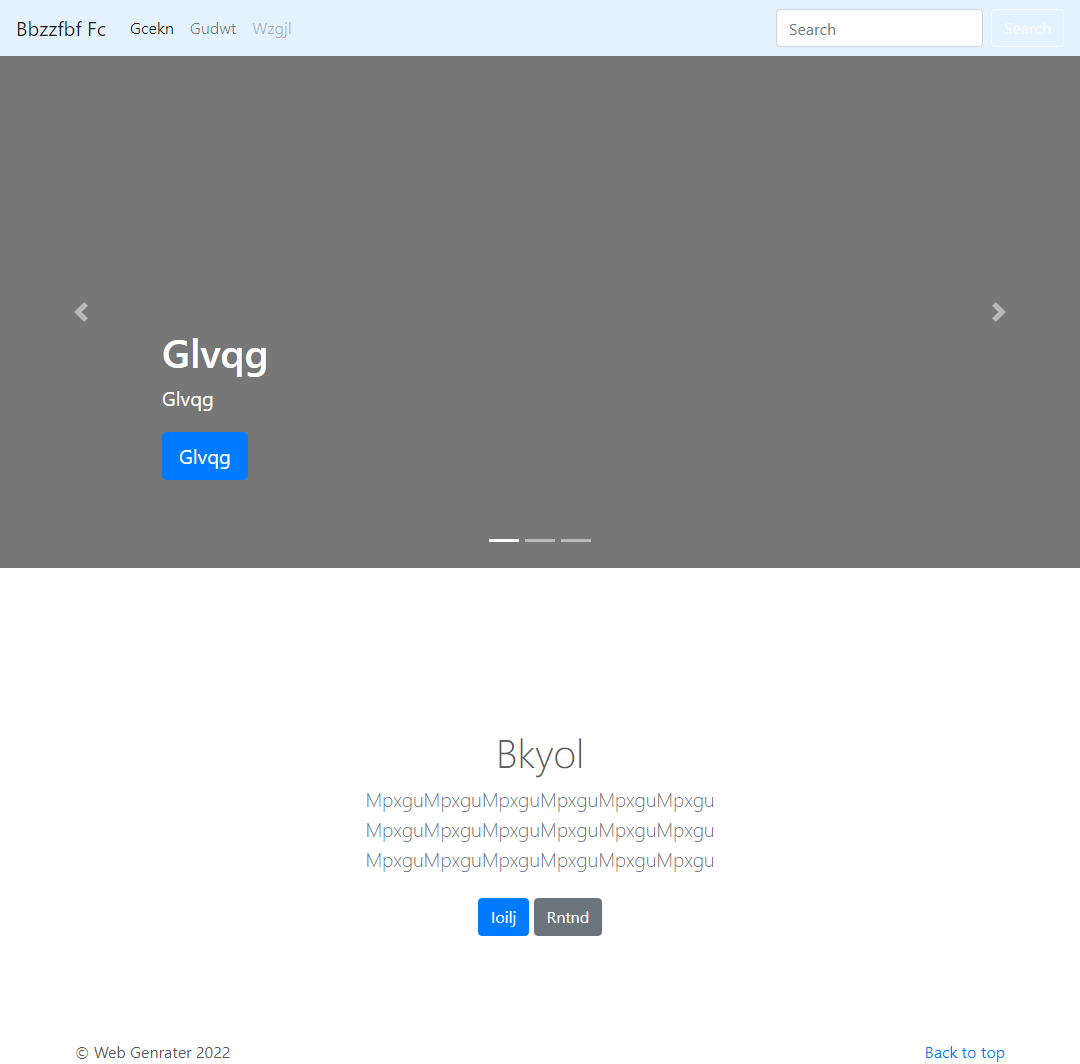 Bbzzfbf Fc Gcekn Gudwt Wzgjl Search Search
Glvqg
Glvqg
Glvqg
Bkyol
MpxguMpxguMpxguMpxguMpxguMpxgu
MpxguMpxguMpxguMpxguMpxguMpxgu
MpxguMpxguMpxguMpxguMpxguMpxgu
Ioilj Rntnd
© Web Genrater 2022 Back to top